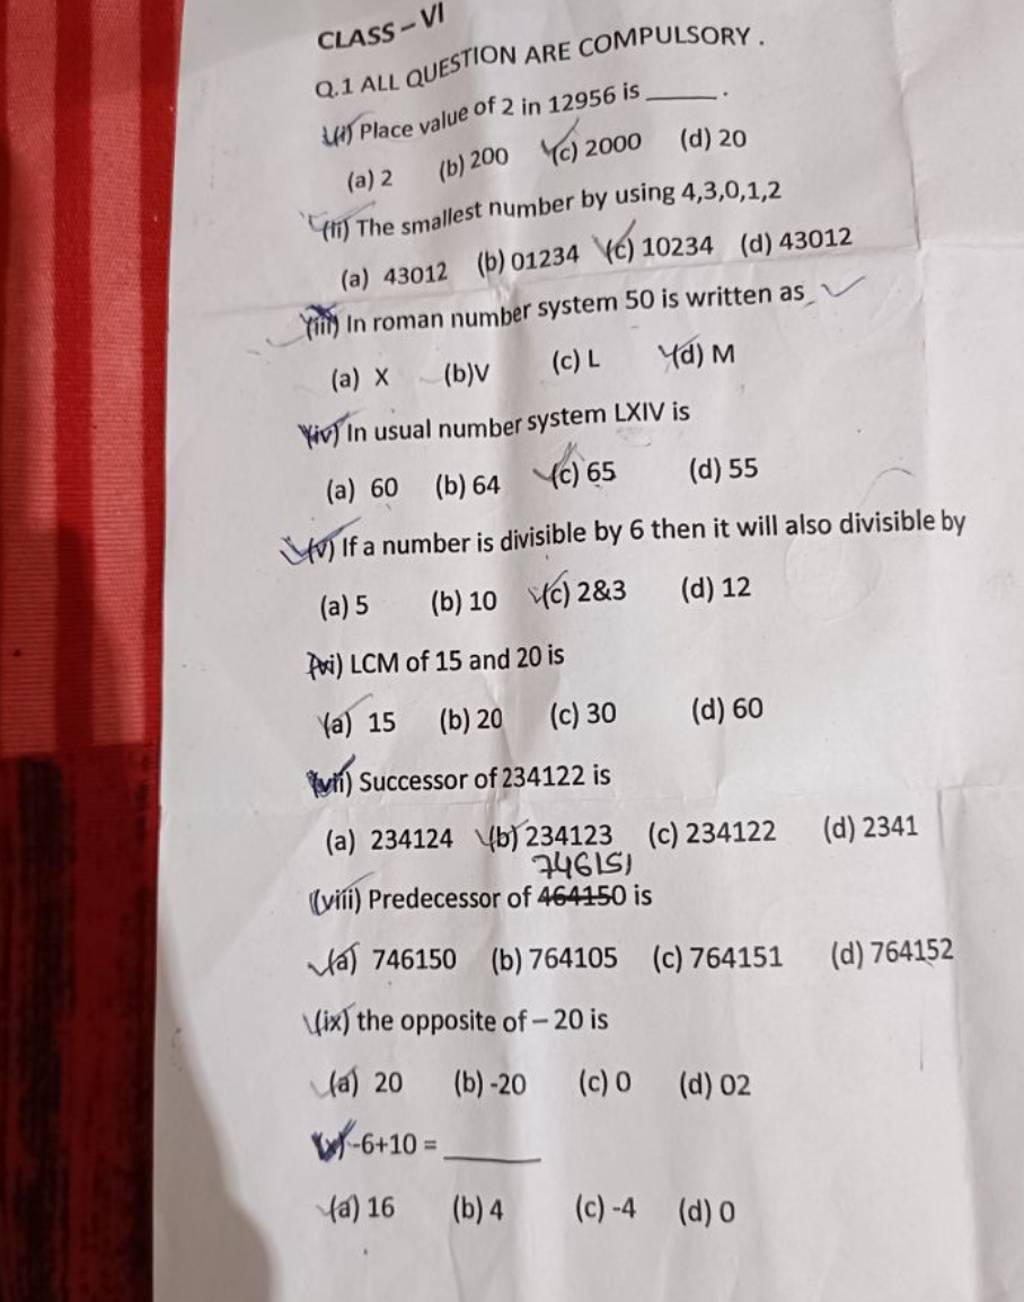 CLASS – VI
Q.1 ALL QUESTION ARE COMPULSORY .
(i) Place value of 2 in 12956 is ______ .
(a) 2 (b) 200 (c) 2000 (d) 20
(ii) The smallest number by using 4,3,0,1,2
(a) 43012 (b) 01234 (c) 10234 (d) 43012
(iii) In roman number system 50 is written as
(a) X (b)V (c) L (d) M
(iv) In usual number system LXIV is
(a) 60 (b) 64 (c) 65 (d) 55
(v) If a number is divisible by 6 then it will also divisible by
(a) 5 (b) 10 (c) 2&3 (d) 12
(vi) LCM of 15 and 20 is
(a) 15 (b) 20 (c) 30 (d) 60
(vii) Successor of 234122 is
(a) 234124 (b) 234123 (c) 234122 (d) 2341
746151
(viii) Predecessor of 464150 is
(a) 746150 (b) 764105 (c) 764151 (d) 764152
(ix) the opposite of – 20 is
(a) 20 (b) -20 (c) 0 (d) 02
(x) -6+10 = ______
(a) 16 (b) 4 (c) -4 (d) 0